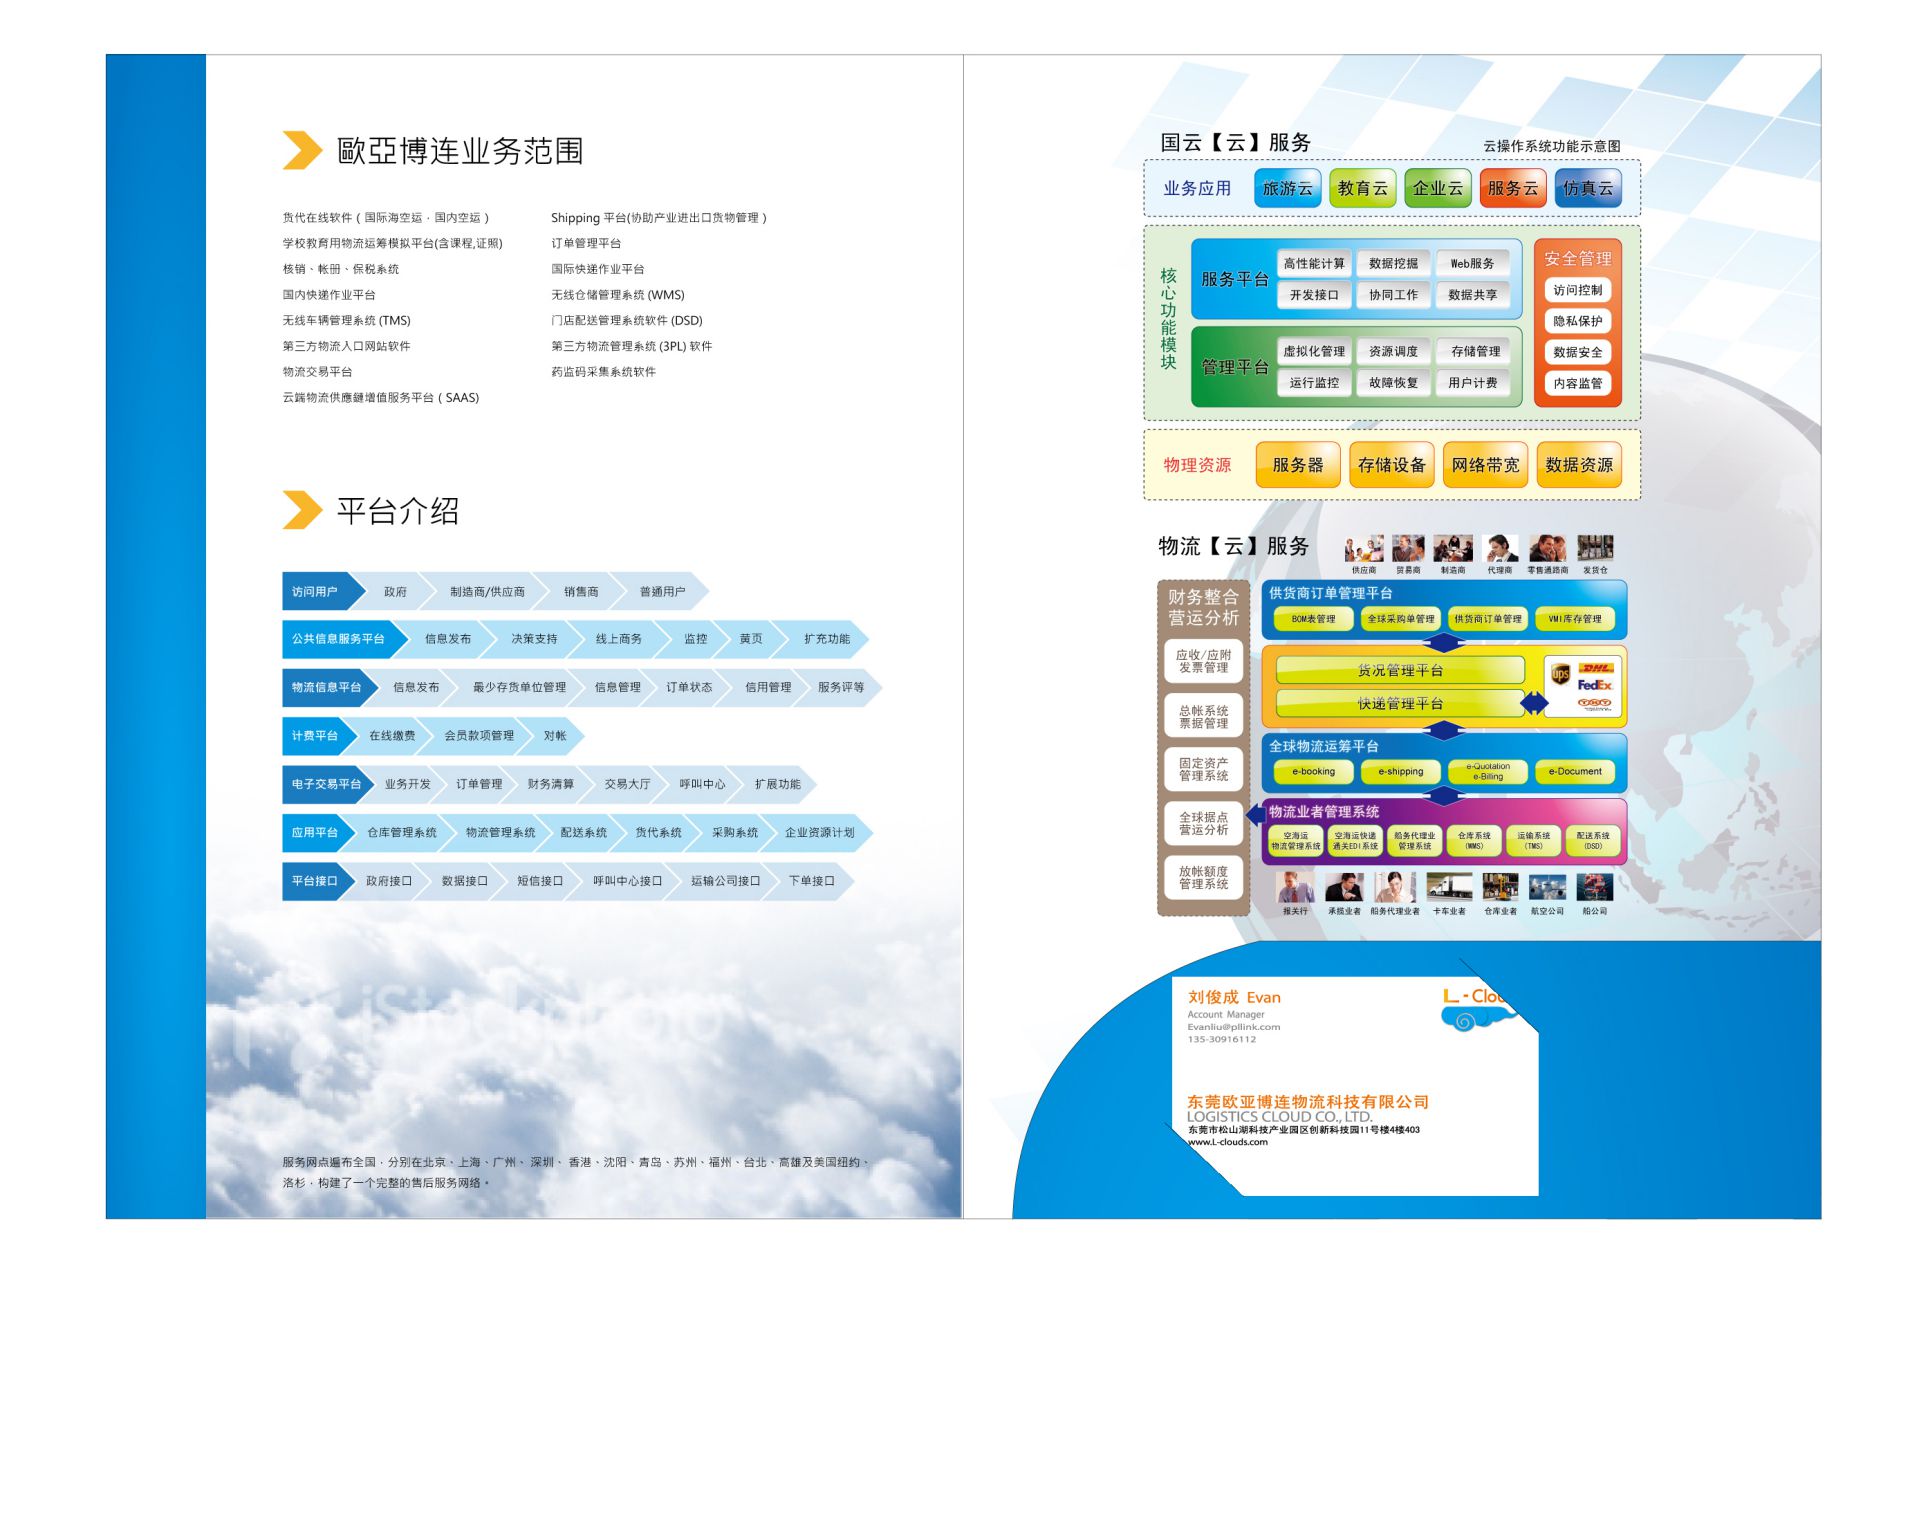 歐亞博连业务范围
货代在线软件 ( 国际海空运 · 国内空运 )
学校教育用物流运筹模拟平台(含课程,证照)
核销、帐册、保税系统
国内快递作业平台
无线车辆管理系统 (TMS)
第三方物流入口网站软件
物流交易平台
云端物流供應鏈增值服务平台 ( SAAS)
Shipping 平台(协助产业进出口货物管理 )
订单管理平台
国际快递作业平台
无线仓储管理系统 (WMS)
门店配送管理系统软件 (DSD)
第三方物流管理系统 (3PL) 软件
药监码采集系统软件
平台介绍
访问用户 政府 制造商/供应商 销售商 普通用户
公共信息服务平台 信息发布 决策支持 线上商务 监控 黄页 扩充功能
物流信息平台 信息发布 最少存货单位管理 信息管理 订单状态 信用管理 服务评等
计费平台 在线缴费 会员款项管理 对帐
电子交易平台 业务开发 订单管理 财务清算 交易大厅 呼叫中心 扩展功能
应用平台 仓库管理系统 物流管理系统 配送系统 货代系统 采购系统 企业资源计划
平台接口 政府接口 数据接口 短信接口 呼叫中心接口 运输公司接口 下单接口
iStockphoto
服务网点遍布全国 · 分别在北京、上海、广州、 深圳、 香港、沈阳、青岛、苏州、福州、台北、高雄及美国纽约、
洛杉 · 构建了一个完整的售后服务网络。
国云【云】服务
云操作系统功能示意图
业务应用 旅游云 教育云 企业云 服务云 仿真云
核心功能模块
服务平台
高性能计算 数据挖掘 Web服务
开发接口 协同工作 数据共享
管理平台
虚拟化管理 资源调度 存储管理
运行监控 故障恢复 用户计费
安全管理
访问控制
隐私保护
数据安全
内容监管
物理资源 服务器 存储设备 网络带宽 数据资源
物流【云】服务
供应商 贸易商 制造商 代理商 零售通路商 发货仓
财务整合
营运分析
应收/应附
发票管理
总帐系统
票据管理
固定资产
管理系统
全球据点
营运分析
放帐额度
管理系统
供货商订单管理平台
BOM表管理 全球采购单管理 供货商订单管理 VMI库存管理
货况管理平台
快递管理平台
ups
DHL
FedEx
TNT
全球物流运筹平台
e-booking e-shipping e-Quotation e-Document
e-Billing
物流业者管理系统
空海运 空海运快递 船务代理业 仓库系统 运输系统 配送系统
物流管理系统 通关EDI系统 管理系统 (WMS) (TMS) (DSD)
报关行 承揽业者 船务代理业者 卡车业者 仓库业者 航空公司 船公司
刘俊成 Evan
Account Manager
Evanliu@pllink.com
135-30916112
L - Clou
东莞欧亚博连物流科技有限公司
LOGISTICS CLOUD CO., LTD.
东莞市松山湖科技产业园区创新科技园11号楼4楼403
www.L-clouds.com